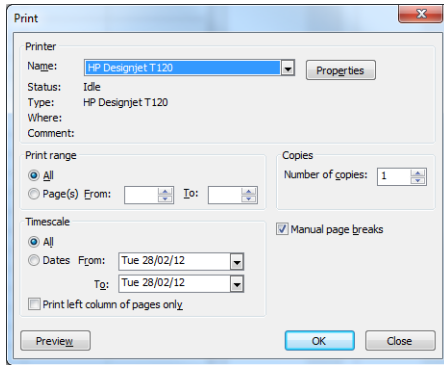 Print
Printer
Name: HP Designjet T120 Properties
Status: Idle
Type: HP Designjet T120
Where:
Comment:
Print range
All
Page(s) From: To:
Copies
Number of copies: 1
Timescale
All
Dates From: Tue 28/02/12
To: Tue 28/02/12
Print left column of pages only
Manual page breaks
Preview OK Close